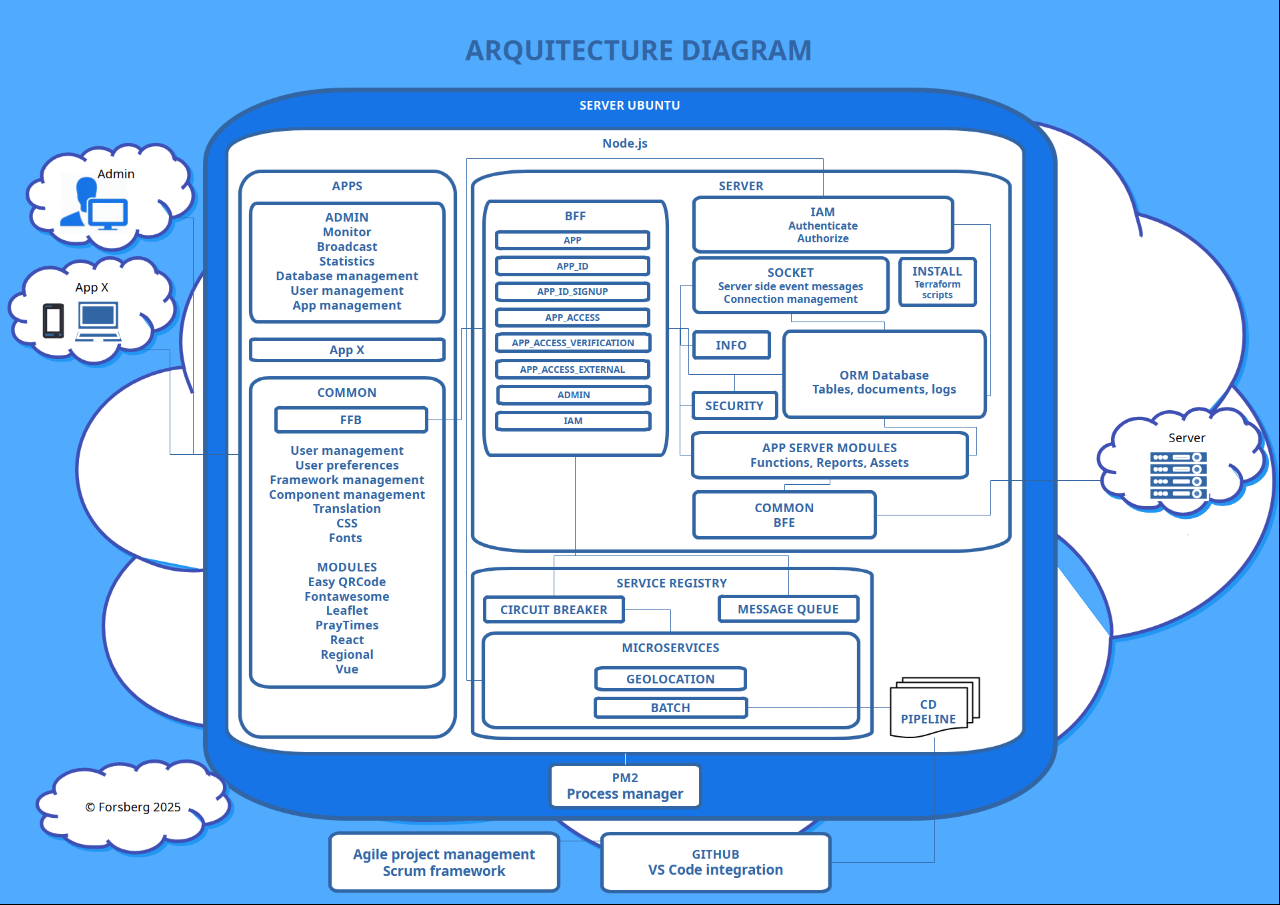 ARQUITECTURE DIAGRAM
SERVER UBUNTU
Node.js
Admin
App X
APPS
ADMIN
Monitor
Broadcast
Statistics
Database management
User management
App management
App X
COMMON
FFB
User management
User preferences
Framework management
Component management
Translation
CSS
Fonts
MODULES
Easy QRCode
Fontawesome
Leaflet
PrayTimes
React
Regional
Vue
SERVER
BFF
APP
APP_ID
APP_ID_SIGNUP
APP_ACCESS
APP_ACCESS_VERIFICATION
APP_ACCESS_EXTERNAL
ADMIN
IAM
IAM
Authenticate
Authorize
SOCKET
Server side event messages
Connection management
INSTALL
Terraform
scripts
INFO
ORM Database
Tables, documents, logs
SECURITY
APP SERVER MODULES
Functions, Reports, Assets
COMMON
BFE
Server
SERVICE REGISTRY
CIRCUIT BREAKER
MESSAGE QUEUE
MICROSERVICES
GEOLOCATION
BATCH
CD
PIPELINE
PM2
Process manager
© Forsberg 2025
Agile project management
Scrum framework
GITHUB
VS Code integration